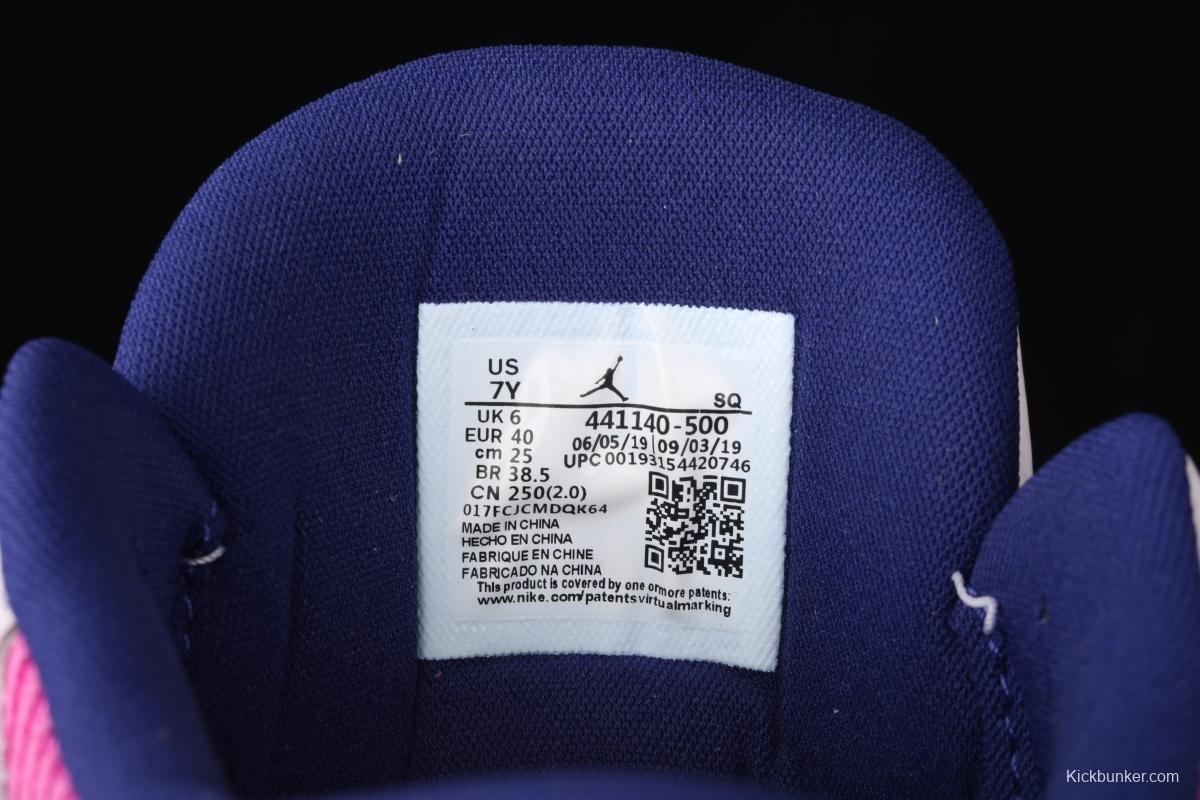 US
7Y
SQ
UK 6
EUR 40
cm 25
BR 38.5
CN 250(2.0)
441140-500
06/05/19 09/03/19
UPC 00193154420746
017FCJCMDQK64
MADE IN CHINA
HECHO EN CHINA
FABRIQUE EN CHINE
FABRICADO NA CHINA
This product is covered by one or more patents:
www.nike.com/patentsvirtualmarking
Kickbunker.com